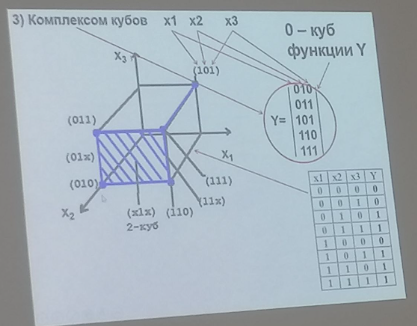 3) Комплексом кубов x1 x2 x3
0 – куб
функции Y
X3
(101)
010
011
Y= 101
110
111
(011)
(01x)
(010)
X1
X2
(x1x)
2-куб
(110)
(11x)
(111)
x1 x2 x3 Y
0 0 0 0
0 0 1 0
0 1 0 1
0 1 1 1
1 0 0 0
1 0 1 1
1 1 0 1
1 1 1 1